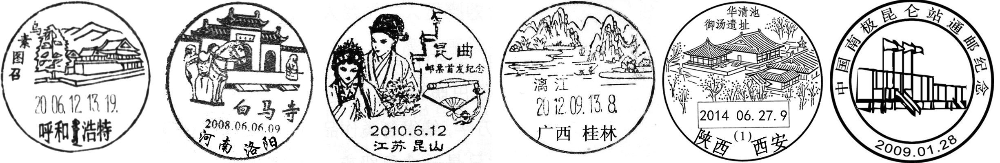 乌素图召
20.06.12.13.19.
呼和浩特
白马寺
2008.06.06.09
河南 洛阳
昆曲
邮票首发纪念
2010.6.12
江苏昆山
漓江
2012.09.13.8.
广西 桂林
华清池
御汤遗址
2014 06.27.9
(1)
陕西 西安
中国南极昆仑站通邮纪念
2009.01.28